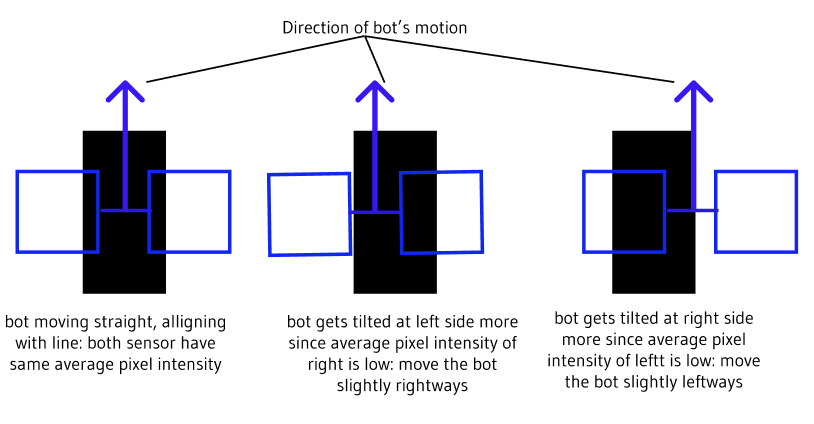 Direction of bot's motion
bot moving straight, alligning
with line: both sensor have
same average pixel intensity
bot gets tilted at left side more
since average pixel intensity of
right is low: move the bot
slightly rightways
bot gets tilted at right side
more since average pixel
intensity of leftt is low: move
the bot slightly leftways